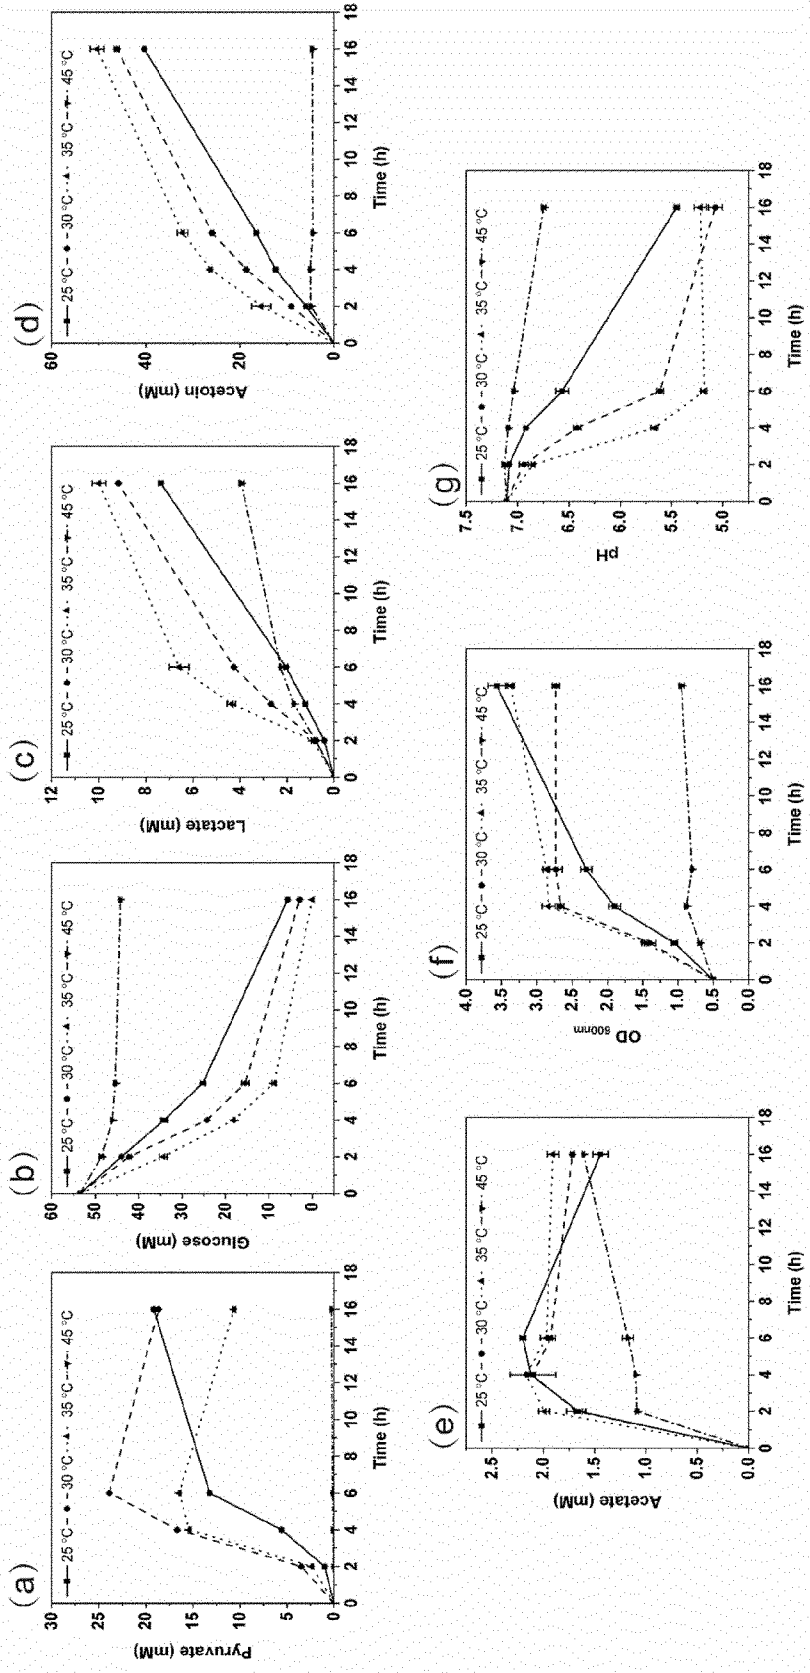 (a)
25 °C 30 °C 35 °C 45 °C
30
25
20
15
10
5
0
Pyruvate (mM)
0 2 4 6 8 10 12 14 16 18
Time (h)
(b)
25 °C 30 °C 35 °C 45 °C
50
40
30
20
10
0
Glucose (mM)
0 2 4 6 8 10 12 14 16 18
Time (h)
(c)
25 °C 30 °C 35 °C 45 °C
12
10
8
6
4
2
0
Lactate (mM)
0 2 4 6 8 10 12 14 16 18
Time (h)
(d)
25 °C 30 °C 35 °C 45 °C
60
40
20
0
Acetoin (mM)
0 2 4 6 8 10 12 14 16 18
Time (h)
(e)
25 °C 30 °C 35 °C 45 °C
2.5
2.0
1.5
1.0
0.5
0.0
Acetate (mM)
0 2 4 6 8 10 12 14 16 18
Time (h)
(f)
25 °C 30 °C 35 °C 45 °C
4.0
3.5
3.0
2.5
2.0
1.5
1.0
0.5
0.0
OD 600nm
0 2 4 6 8 10 12 14 16 18
Time (h)
(g)
25 °C 30 °C 35 °C 45 °C
7.5
7.0
6.5
6.0
5.5
5.0
pH
0 2 4 6 8 10 12 14 16 18
Time (h)